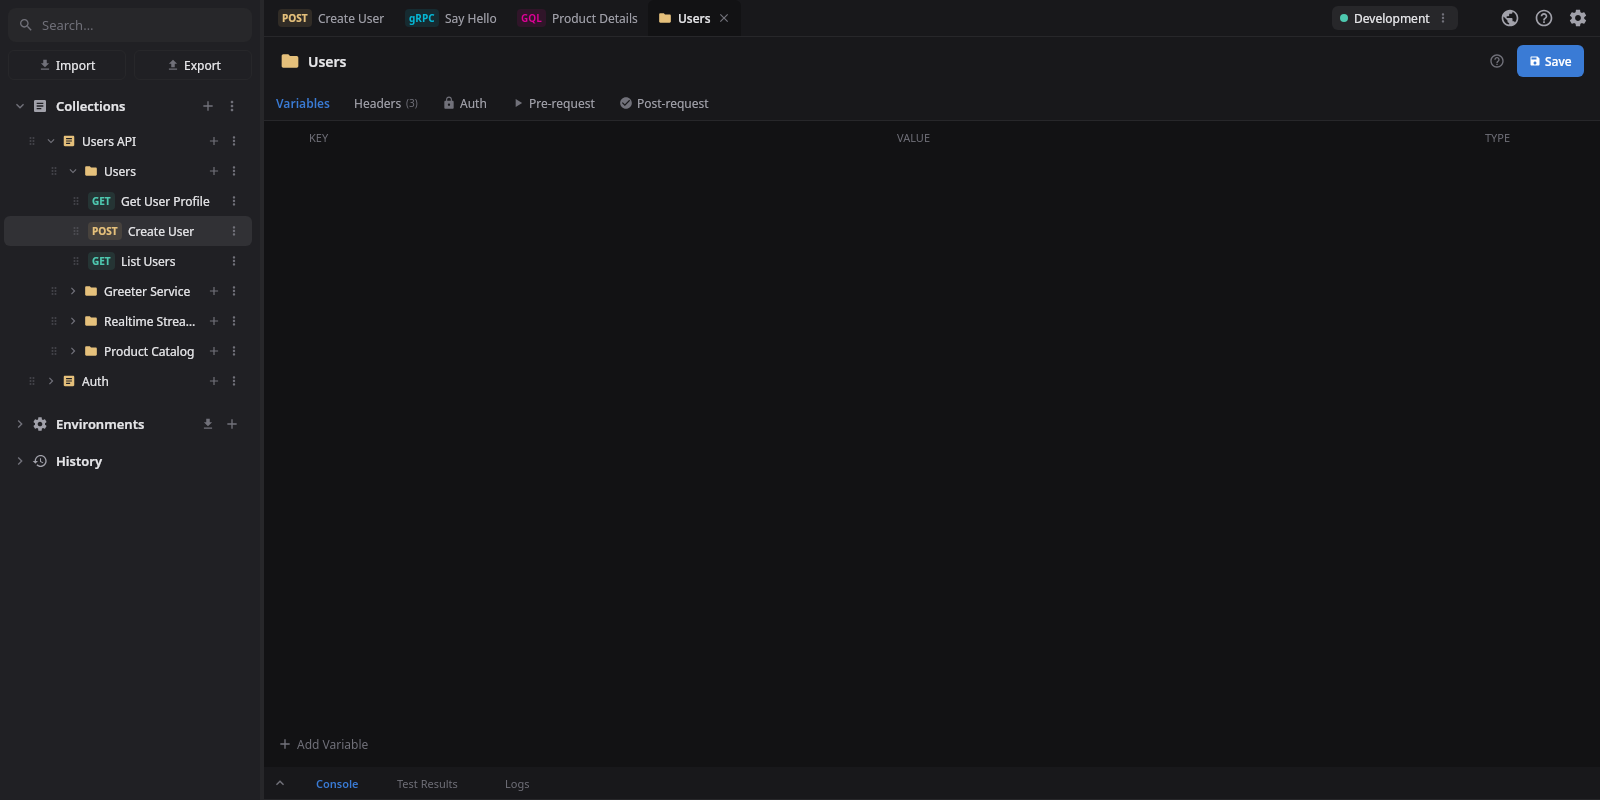 Search...
Import
Export
Collections
Users API
Users
GET Get User Profile
POST Create User
GET List Users
Greeter Service
Realtime Strea...
Product Catalog
Auth
Environments
History
POST Create User
gRPC Say Hello
GQL Product Details
Users
Development
Users
Save
Variables
Headers (3)
Auth
Pre-request
Post-request
KEY
VALUE
TYPE
Add Variable
Console
Test Results
Logs